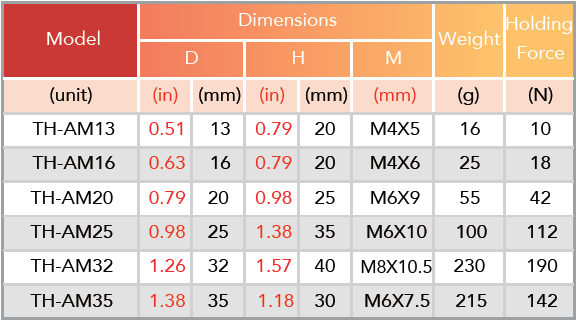 Model Dimensions Weight Holding Force
D H M
(unit) (in) (mm) (in) (mm) (mm) (g) (N)
TH-AM13 0.51 13 0.79 20 M4X5 16 10
TH-AM16 0.63 16 0.79 20 M4X6 25 18
TH-AM20 0.79 20 0.98 25 M6X9 55 42
TH-AM25 0.98 25 1.38 35 M6X10 100 112
TH-AM32 1.26 32 1.57 40 M8X10.5 230 190
TH-AM35 1.38 35 1.18 30 M6X7.5 215 142